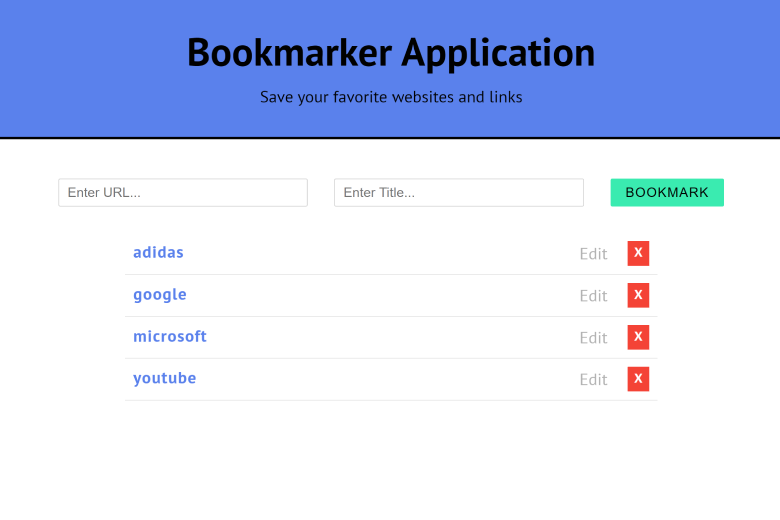 Bookmarker Application
Save your favorite websites and links
Enter URL... Enter Title... BOOKMARK
adidas Edit X
google Edit X
microsoft Edit X
youtube Edit X